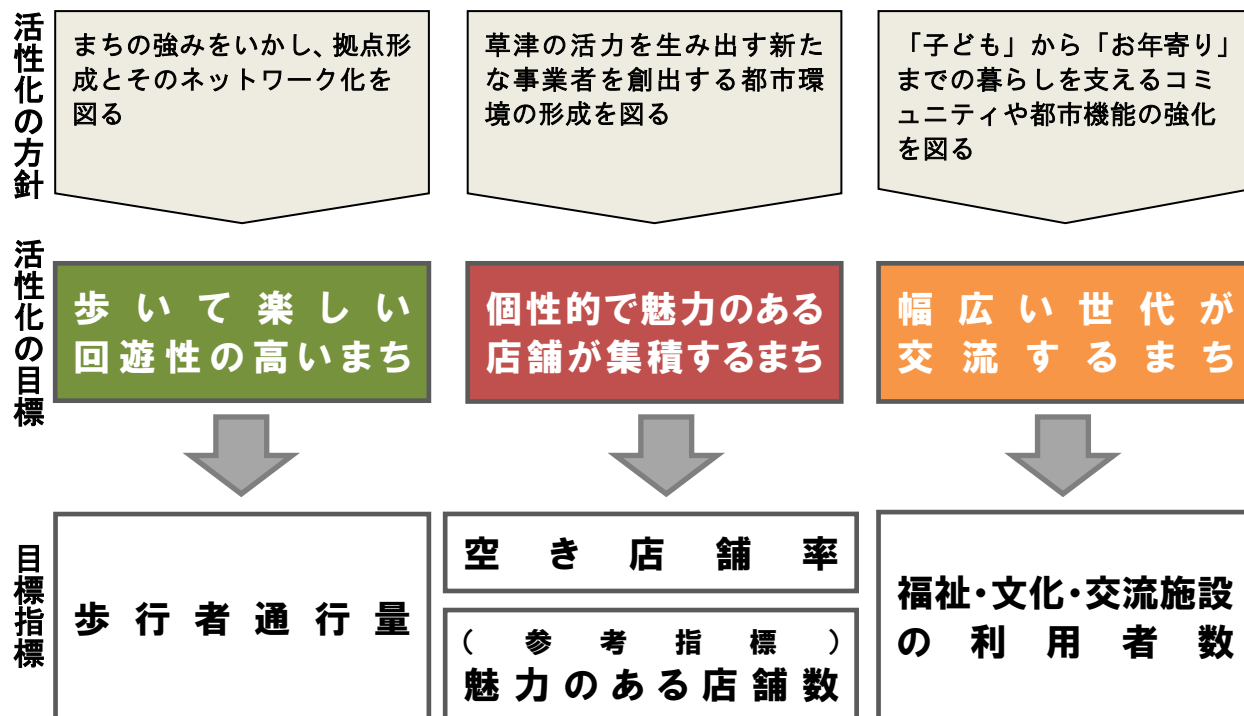 活性化の方針
まちの強みをいかし、拠点形
成とそのネットワーク化を
図る
草津の活力を生み出す新た
な事業者を創出する都市環
境の形成を図る
「子ども」から「お年寄り」
までの暮らしを支えるコミ
ュニティや都市機能の強化
を図る
活性化の目標
歩いて楽しい
回遊性の高いまち
個性的で魅力のある
店舗が集積するまち
幅広い世代が
交流するまち
目標指標
歩行者通行量
空き店舗率
(参考指標)
魅力のある店舗数
福祉・文化・交流施設
の利用者数